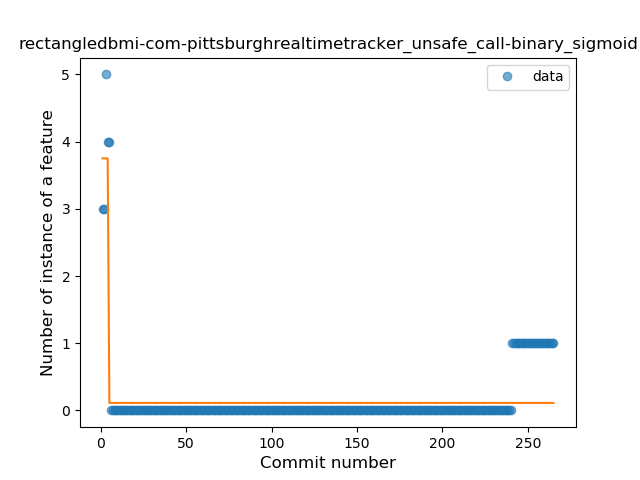 rectangledbmi-com-pittsburghrealtimetracker_unsafe_call-binary_sigmoid
data
Number of instance of a feature
5
4
3
2
1
0
0 50 100 150 200 250
Commit number